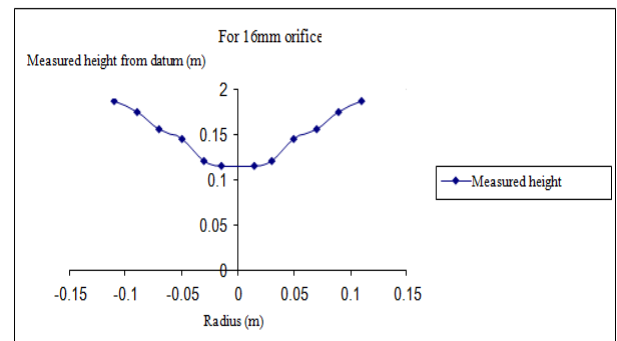 For 16mm orifice
Measured height from datum (m)
2
0.15
0.1
0.05
0
-0.15 -0.1 -0.05 0 0.05 0.1 0.15
Radius (m)
Measured height